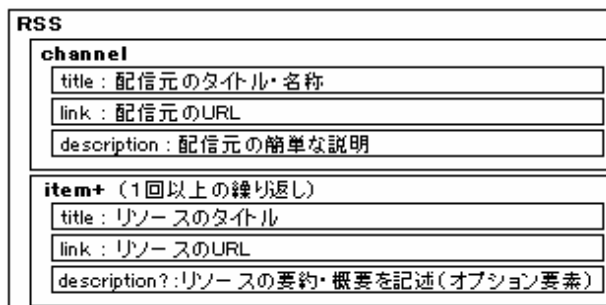 RSS
channel
title : 配信元のタイトル・名称
link : 配信元のURL
description : 配信元の簡単な説明
item+ (1回以上の繰り返し)
title : リソースのタイトル
link : リソースのURL
description? :リソースの要約・概要を記述(オプション要素)